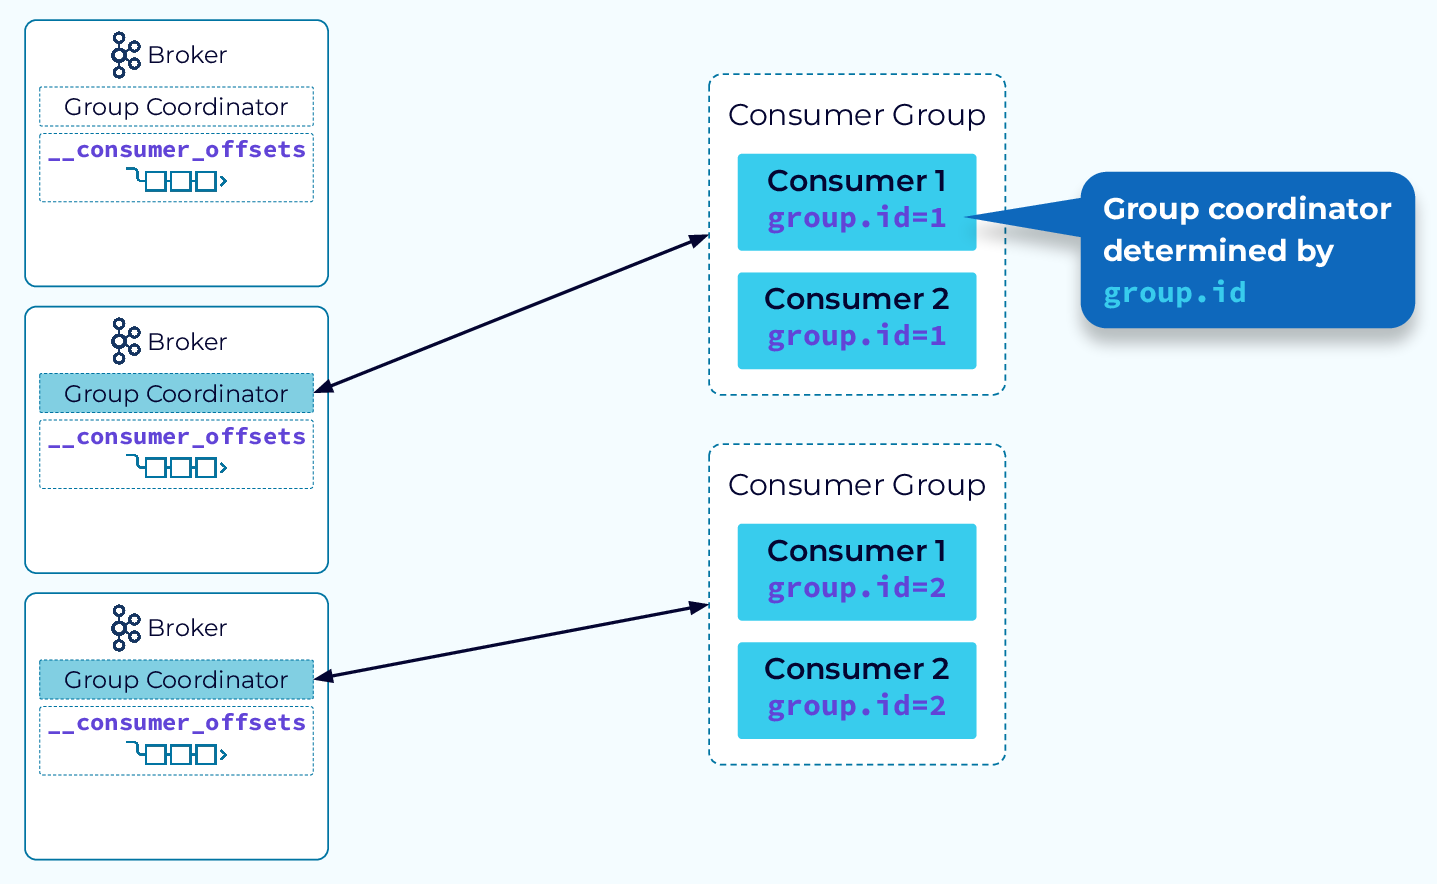 Broker
Group Coordinator
__consumer_offsets
Broker
Group Coordinator
__consumer_offsets
Broker
Group Coordinator
__consumer_offsets
Consumer Group
Consumer 1
group.id=1
Consumer 2
group.id=1
Group coordinator
determined by
group.id
Consumer Group
Consumer 1
group.id=2
Consumer 2
group.id=2